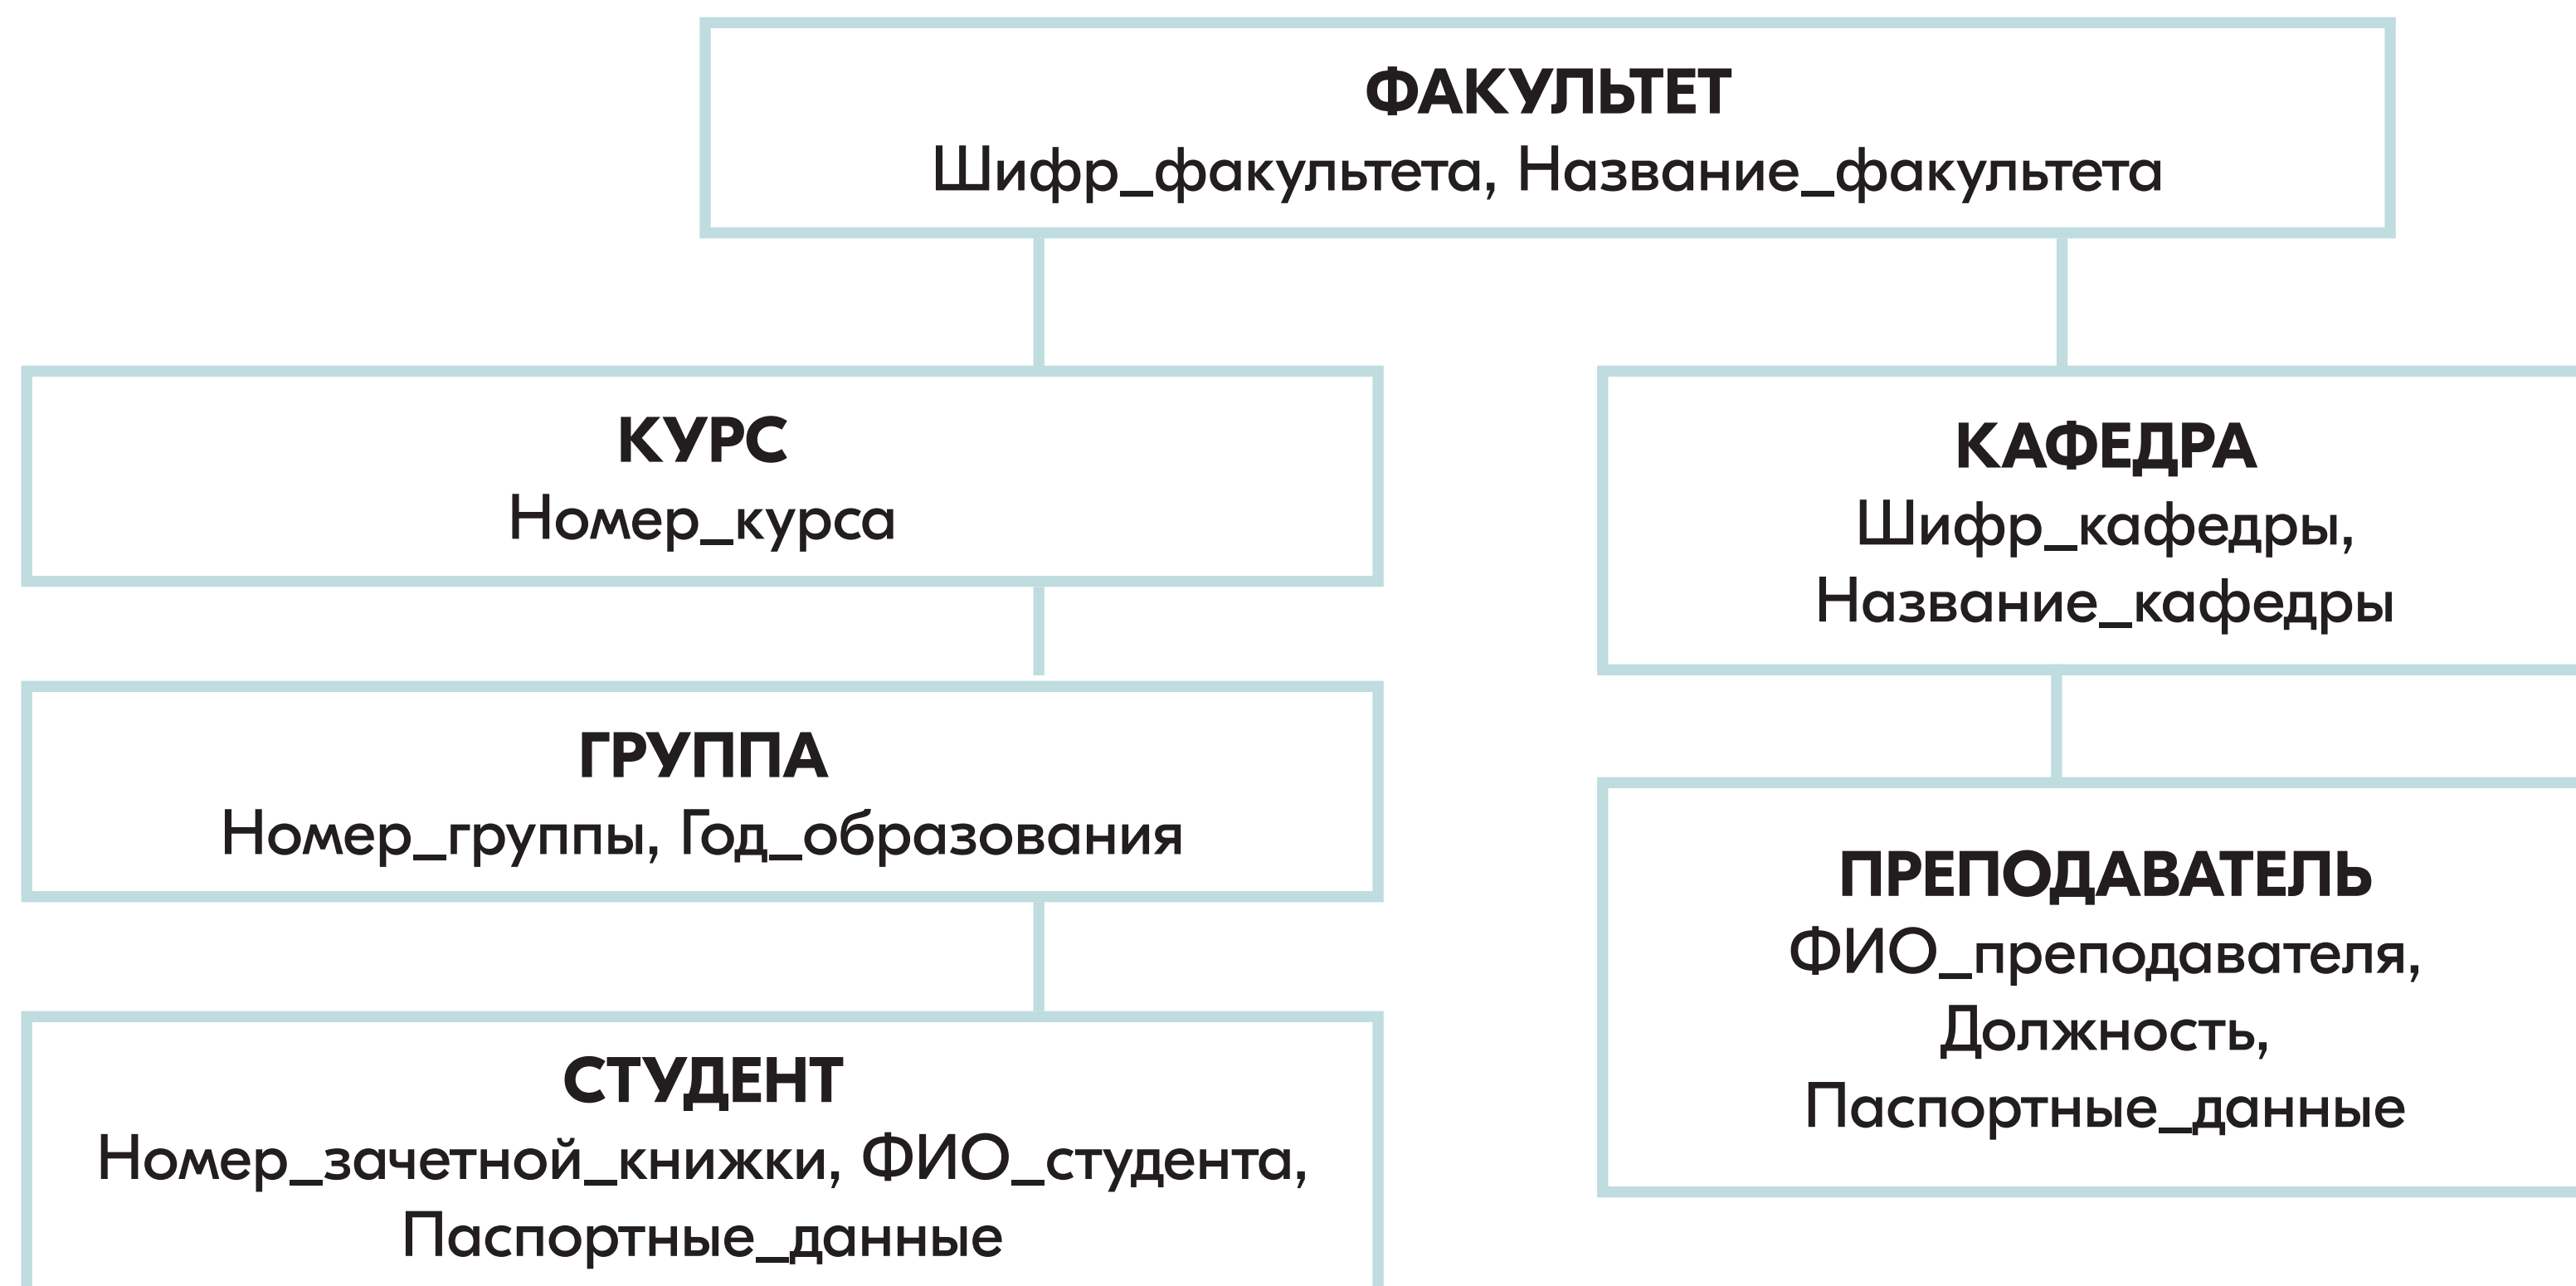 ФАКУЛЬТЕТ
Шифр_факультета, Название_факультета
КУРС
Номер_курса
КАФЕДРА
Шифр_кафедры,
Название_кафедры
ГРУППА
Номер_группы, Год_образования
ПРЕПОДАВАТЕЛЬ
ФИО_преподавателя,
Должность,
Паспортные_данные
СТУДЕНТ
Номер_зачетной_книжки, ФИО_студента,
Паспортные_данные